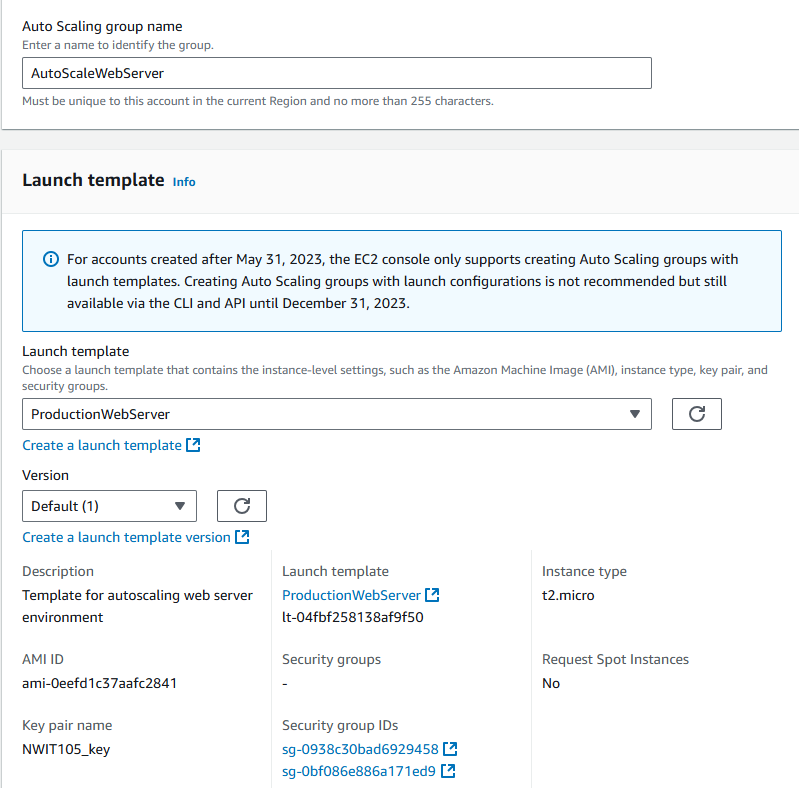 Auto Scaling group name
Enter a name to identify the group.
AutoScaleWebServer
Must be unique to this account in the current Region and no more than 255 characters.
Launch template Info
For accounts created after May 31, 2023, the EC2 console only supports creating Auto Scaling groups with
launch templates. Creating Auto Scaling groups with launch configurations is not recommended but still
available via the CLI and API until December 31, 2023.
Launch template
Choose a launch template that contains the instance-level settings, such as the Amazon Machine Image (AMI), instance type, key pair, and
security groups.
ProductionWebServer
Create a launch template
Version
Default (1)
Create a launch template version
Description
Template for autoscaling web server
environment
Launch template
ProductionWebServer
lt-04fbf258138af9f50
Instance type
t2.micro
AMI ID
ami-0eefd1c37aafc2841
Security groups
-
Request Spot Instances
No
Key pair name
NWIT105_key
Security group IDs
sg-0938c30bad6929458
sg-0bf086e886a171ed9